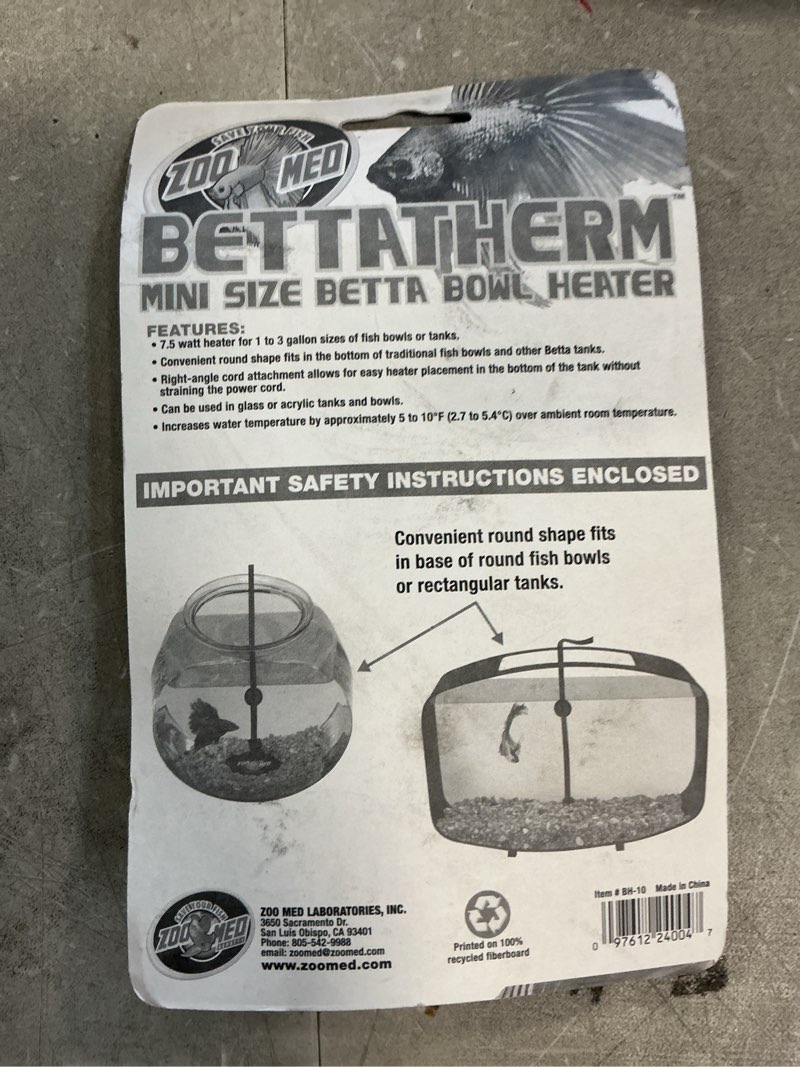 SAVE YOUR FISH
ZOO MED
BETTATHERM™
MINI SIZE BETTA BOWL HEATER
FEATURES:
• 7.5 watt heater for 1 to 3 gallon sizes of fish bowls or tanks.
• Convenient round shape fits in the bottom of traditional fish bowls and other Betta tanks.
• Right-angle cord attachment allows for easy heater placement in the bottom of the tank without
straining the power cord.
• Can be used in glass or acrylic tanks and bowls.
• Increases water temperature by approximately 5 to 10°F (2.7 to 5.4°C) over ambient room temperature.
IMPORTANT SAFETY INSTRUCTIONS ENCLOSED
Convenient round shape fits
in base of round fish bowls
or rectangular tanks.
SAVE YOUR FISH
ZOO MED
ZOO MED LABORATORIES, INC.
3650 Sacramento Dr.
San Luis Obispo, CA 93401
Phone: 805-542-9988
email: zoomed@zoomed.com
www.zoomed.com
Printed on 100%
recycled fiberboard
Item # BH-10 Made in China
0 97612 24004 7